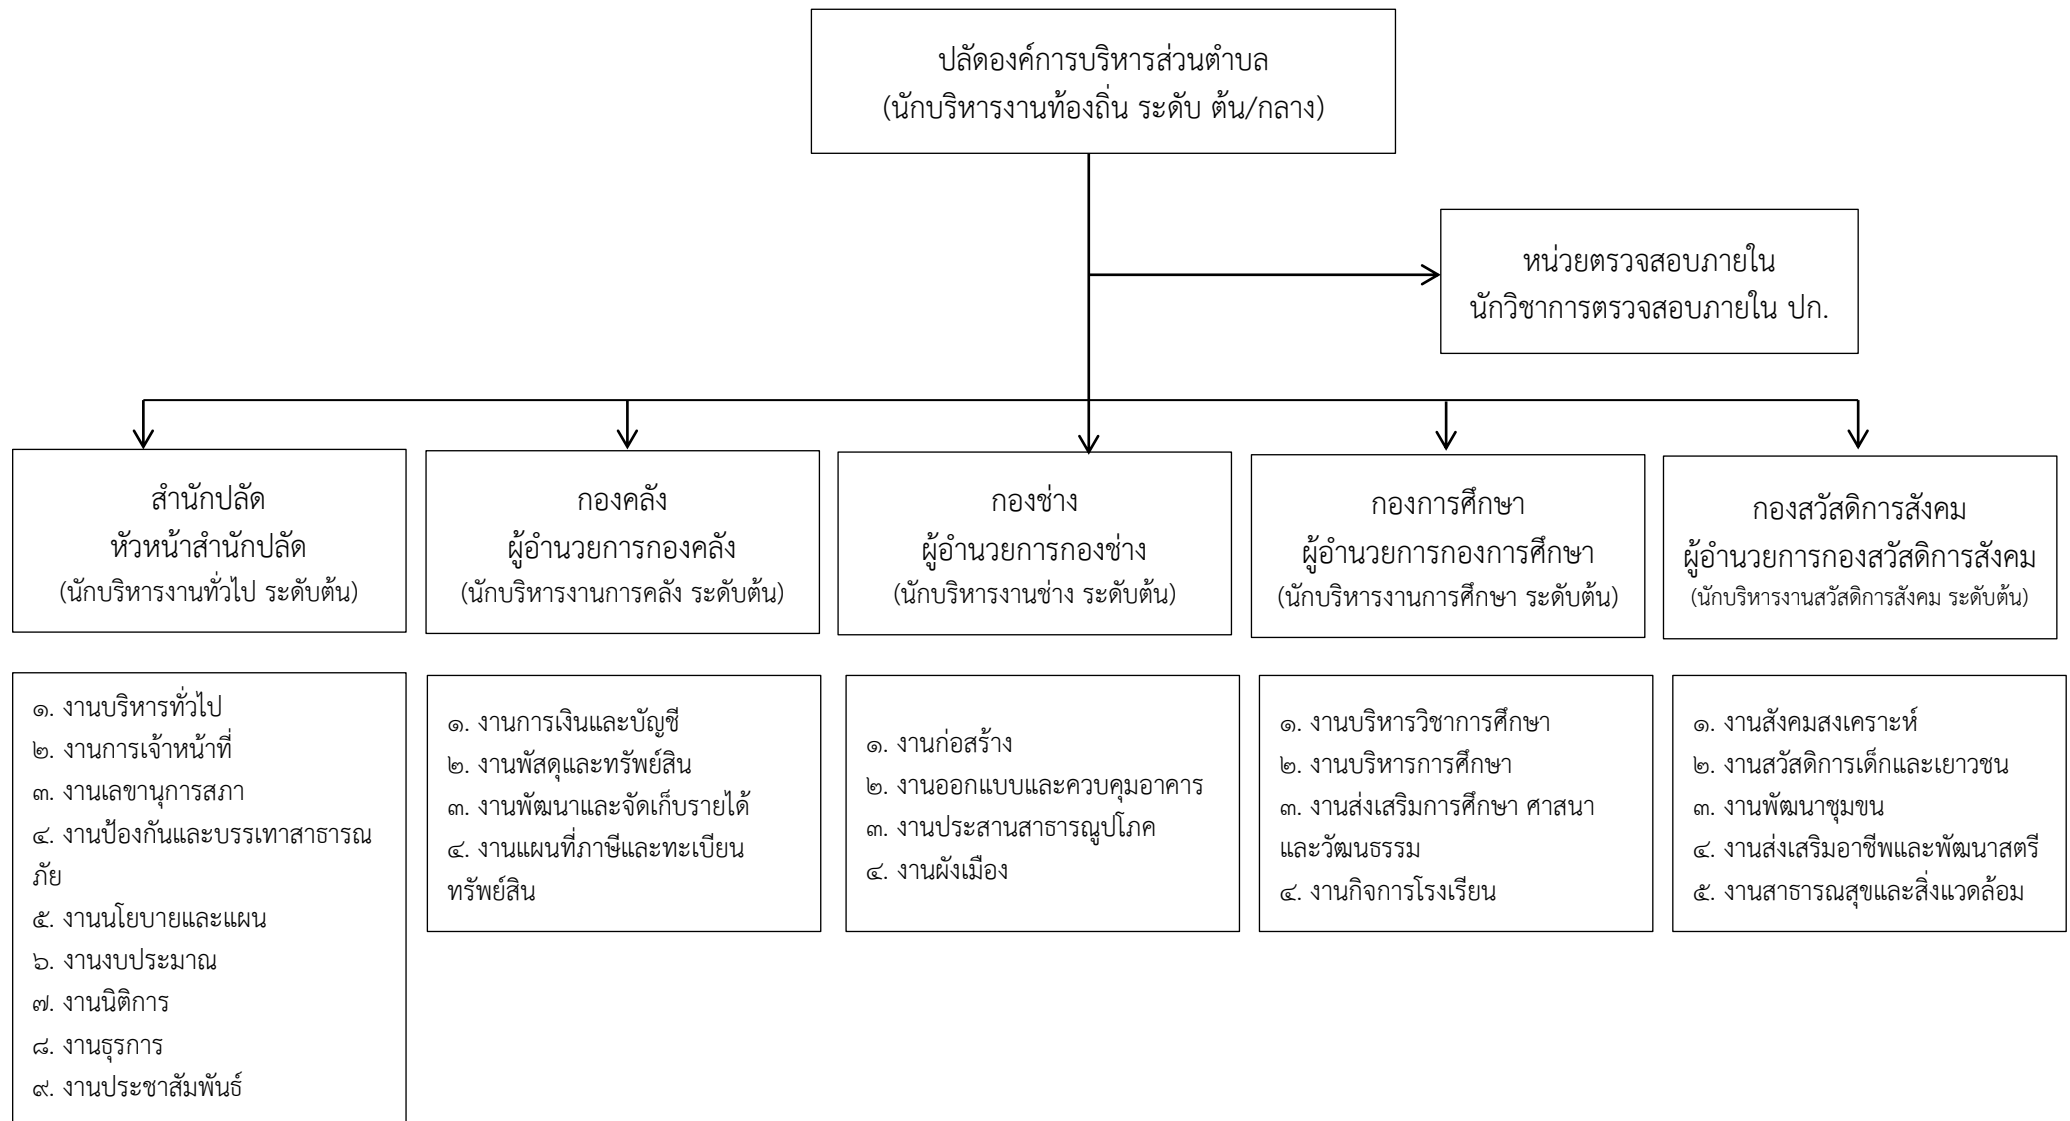 ปลัดองค์การบริหารส่วนตำบล
(นักบริหารงานท้องถิ่น ระดับ ต้น/กลาง)
หน่วยตรวจสอบภายใน
นักวิชาการตรวจสอบภายใน ปก.
สำนักปลัด
หัวหน้าสำนักปลัด
(นักบริหารงานทั่วไป ระดับต้น)
กองคลัง
ผู้อำนวยการกองคลัง
(นักบริหารงานการคลัง ระดับต้น)
กองช่าง
ผู้อำนวยการกองช่าง
(นักบริหารงานช่าง ระดับต้น)
กองการศึกษา
ผู้อำนวยการกองการศึกษา
(นักบริหารงานการศึกษา ระดับต้น)
กองสวัสดิการสังคม
ผู้อำนวยการกองสวัสดิการสังคม
(นักบริหารงานสวัสดิการสังคม ระดับต้น)
๑. งานบริหารทั่วไป
๒. งานการเจ้าหน้าที่
๓. งานเลขานุการสภา
๔. งานป้องกันและบรรเทาสาธารณ
ภัย
๕. งานนโยบายและแผน
๖. งานงบประมาณ
๗. งานนิติการ
๘. งานธุรการ
๙. งานประชาสัมพันธ์
๑. งานการเงินและบัญชี
๒. งานพัสดุและทรัพย์สิน
๓. งานพัฒนาและจัดเก็บรายได้
๔. งานแผนที่ภาษีและทะเบียน
ทรัพย์สิน
๑. งานก่อสร้าง
๒. งานออกแบบและควบคุมอาคาร
๓. งานประสานสาธารณูปโภค
๔. งานผังเมือง
๑. งานบริหารวิชาการศึกษา
๒. งานบริหารการศึกษา
๓. งานส่งเสริมการศึกษา ศาสนา
และวัฒนธรรม
๔. งานกิจการโรงเรียน
๑. งานสังคมสงเคราะห์
๒. งานสวัสดิการเด็กและเยาวชน
๓. งานพัฒนาชุมขน
๔. งานส่งเสริมอาชีพและพัฒนาสตรี
๕. งานสาธารณสุขและสิ่งแวดล้อม